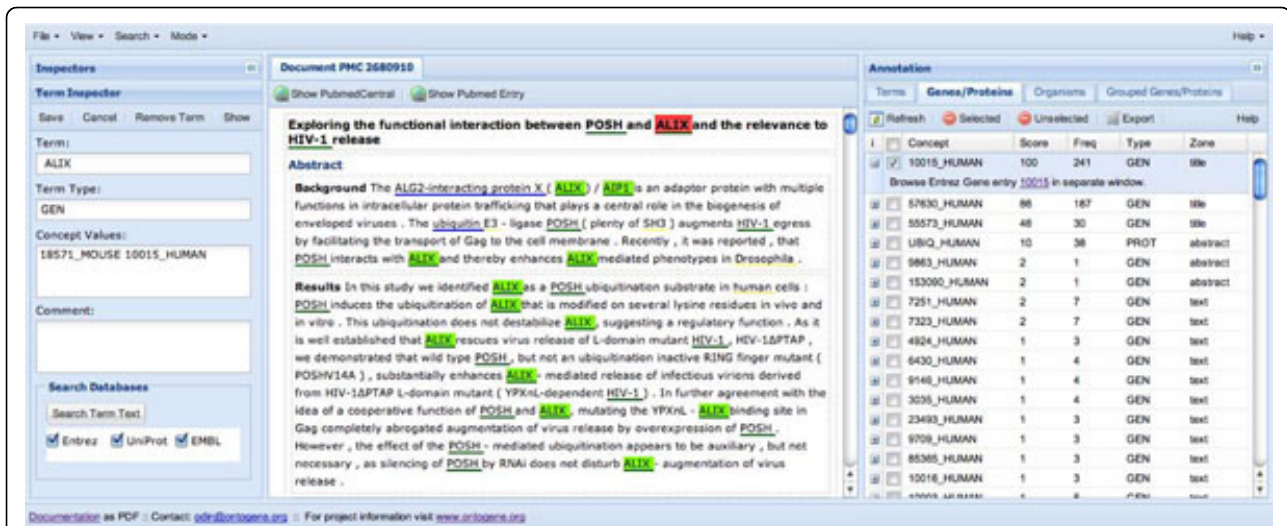 File View Search Mode Help
Inspectors
Term Inspector
Save Cancel Remove Term Show
Term:
ALIX
Term Type:
GEN
Concept Values:
18571_MOUSE 10015_HUMAN
Comment:
Search Databases
Search Term Text
Entrez UniProt EMBL
Document PMC 2680910
Show PubmedCentral Show Pubmed Entry
Exploring the functional interaction between POSH and ALIX and the relevance to
HIV-1 release
Abstract
Background The ALG2-interacting protein X ( ALIX ) / AIP1 is an adaptor protein with multiple
functions in intracellular protein trafficking that plays a central role in the biogenesis of
enveloped viruses . The ubiquitin E3 - ligase POSH ( plenty of SH3 ) augments HIV-1 egress
by facilitating the transport of Gag to the cell membrane . Recently , it was reported , that
POSH interacts with ALIX and thereby enhances ALIX mediated phenotypes in Drosophila .
Results In this study we identified ALIX as a POSH ubiquitination substrate in human cells :
POSH induces the ubiquitination of ALIX that is modified on several lysine residues in vivo and
in vitro . This ubiquitination does not destabilize ALIX , suggesting a regulatory function . As it
is well established that ALIX rescues virus release of L-domain mutant HIV-1 , HIV-1ΔPTAP ,
we demonstrated that wild type POSH , but not an ubiquitination inactive RING finger mutant (
POSHV14A ) , substantially enhances ALIX - mediated release of infectious virions derived
from HIV-1ΔPTAP L-domain mutant ( YPXnL-dependent HIV-1 ) . In further agreement with the
idea of a cooperative function of POSH and ALIX , mutating the YPXnL - ALIX binding site in
Gag completely abrogated augmentation of virus release by overexpression of POSH .
However , the effect of the POSH - mediated ubiquitination appears to be auxiliary , but not
necessary , as silencing of POSH by RNAi does not disturb ALIX - augmentation of virus
release .
Annotation
Terms Genes/Proteins Organisms Grouped Genes/Proteins
Refresh Selected Unselected Export Help
I Concept Score Freq Type Zone
10015_HUMAN 100 241 GEN title
Browse Entrez Gene entry 10015 in separate window.
57630_HUMAN 86 187 GEN title
55573_HUMAN 46 30 GEN title
UBIQ_HUMAN 10 38 PROT abstract
9863_HUMAN 2 1 GEN abstract
153090_HUMAN 2 1 GEN abstract
7251_HUMAN 2 7 GEN text
7323_HUMAN 2 7 GEN text
4924_HUMAN 1 3 GEN text
6430_HUMAN 1 4 GEN text
9146_HUMAN 1 4 GEN text
3035_HUMAN 1 4 GEN text
23493_HUMAN 1 3 GEN text
9709_HUMAN 1 3 GEN text
85365_HUMAN 1 3 GEN text
10016_HUMAN 1 3 GEN text
Documentation as PDF :: Contact: odin@ontogene.org :: For project information visit www.ontogene.org